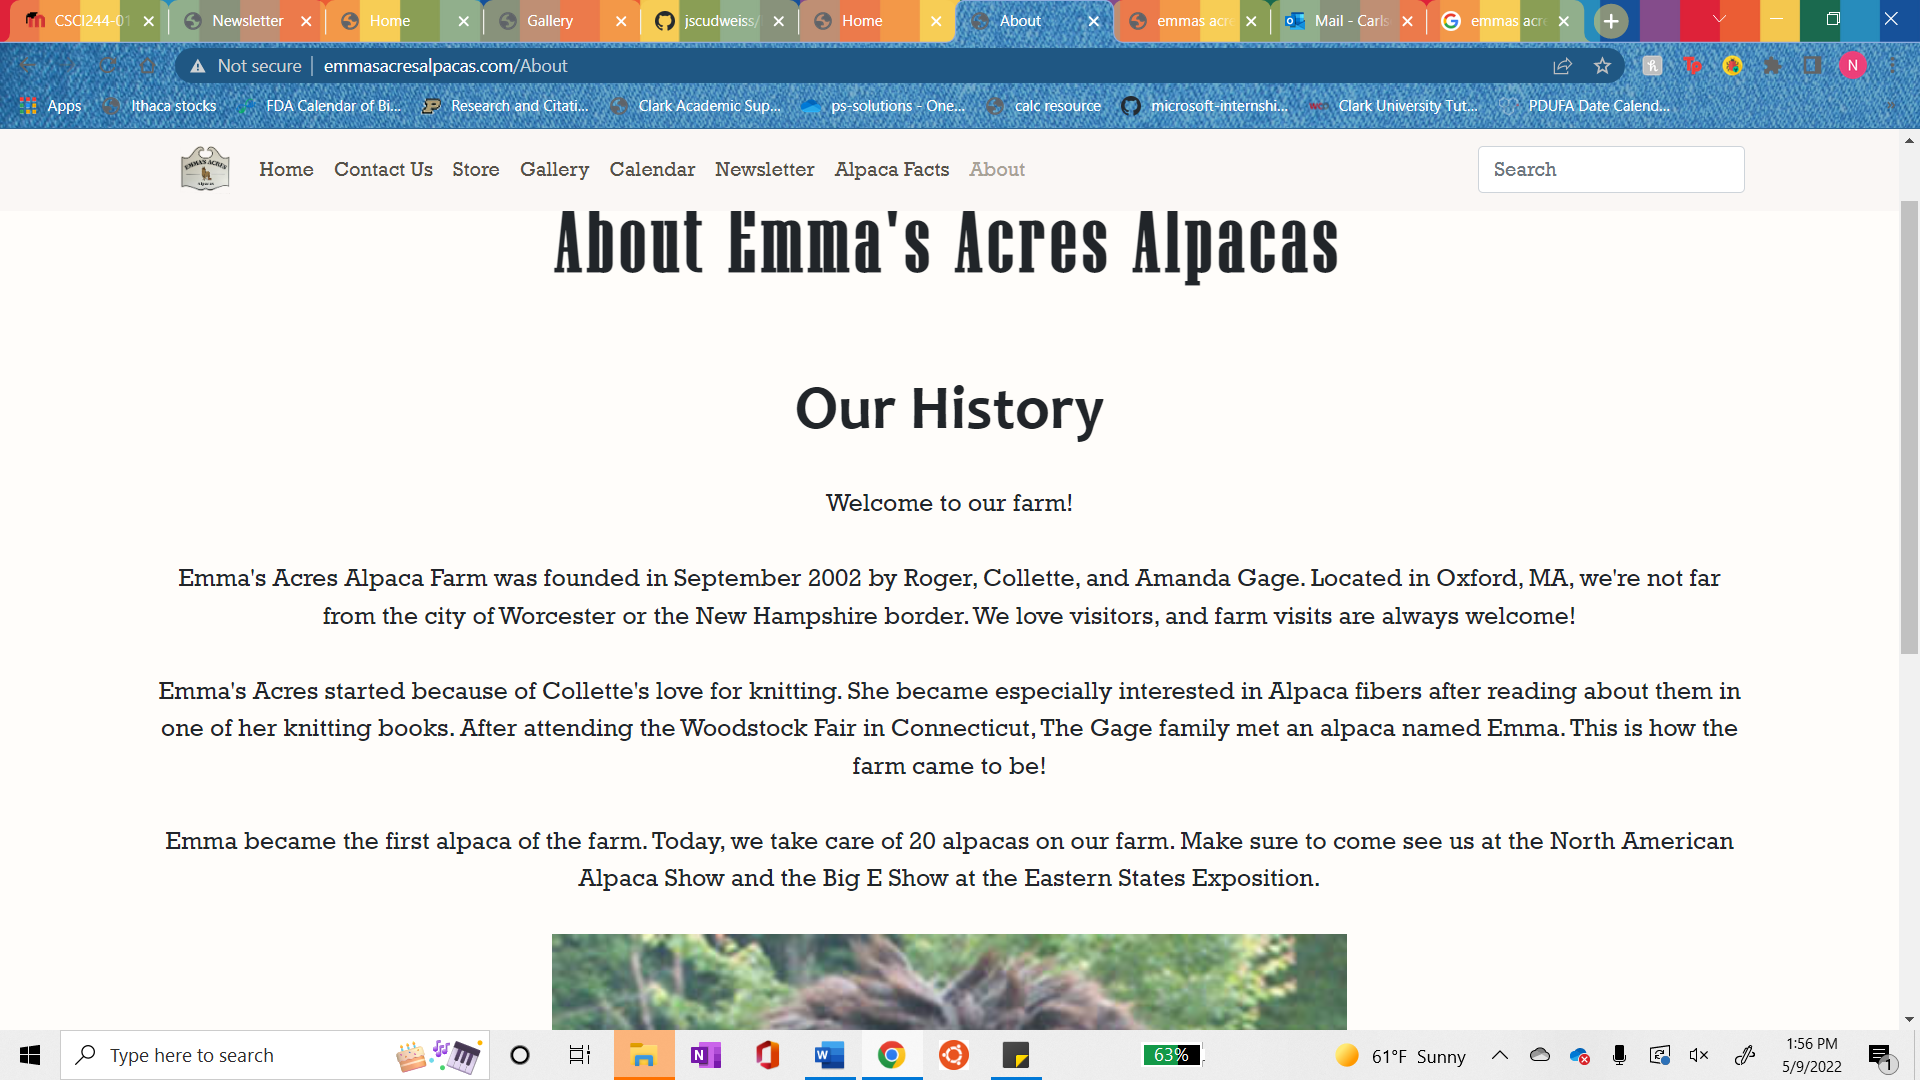 CSCI244-01
Newsletter
Home
Gallery
jscudweiss/
Home
About
emmas acre
Mail - Carls
emmas acre
Not secure
emmasacresalpacas.com/About
N
Apps
Ithaca stocks
FDA Calendar of Bi...
Research and Citati...
Clark Academic Sup...
ps-solutions - One...
calc resource
microsoft-internshi...
Clark University Tut...
PDUFA Date Calend...
EMMA'S ACRES
Alpacas
Home
Contact Us
Store
Gallery
Calendar
Newsletter
Alpaca Facts
About
Search
About Emma's Acres Alpacas
Our History
Welcome to our farm!
Emma's Acres Alpaca Farm was founded in September 2002 by Roger, Collette, and Amanda Gage. Located in Oxford, MA, we're not far
from the city of Worcester or the New Hampshire border. We love visitors, and farm visits are always welcome!
Emma's Acres started because of Collette's love for knitting. She became especially interested in Alpaca fibers after reading about them in
one of her knitting books. After attending the Woodstock Fair in Connecticut, The Gage family met an alpaca named Emma. This is how the
farm came to be!
Emma became the first alpaca of the farm. Today, we take care of 20 alpacas on our farm. Make sure to come see us at the North American
Alpaca Show and the Big E Show at the Eastern States Exposition.
Type here to search
63%
61°F Sunny
1:56 PM
5/9/2022
1